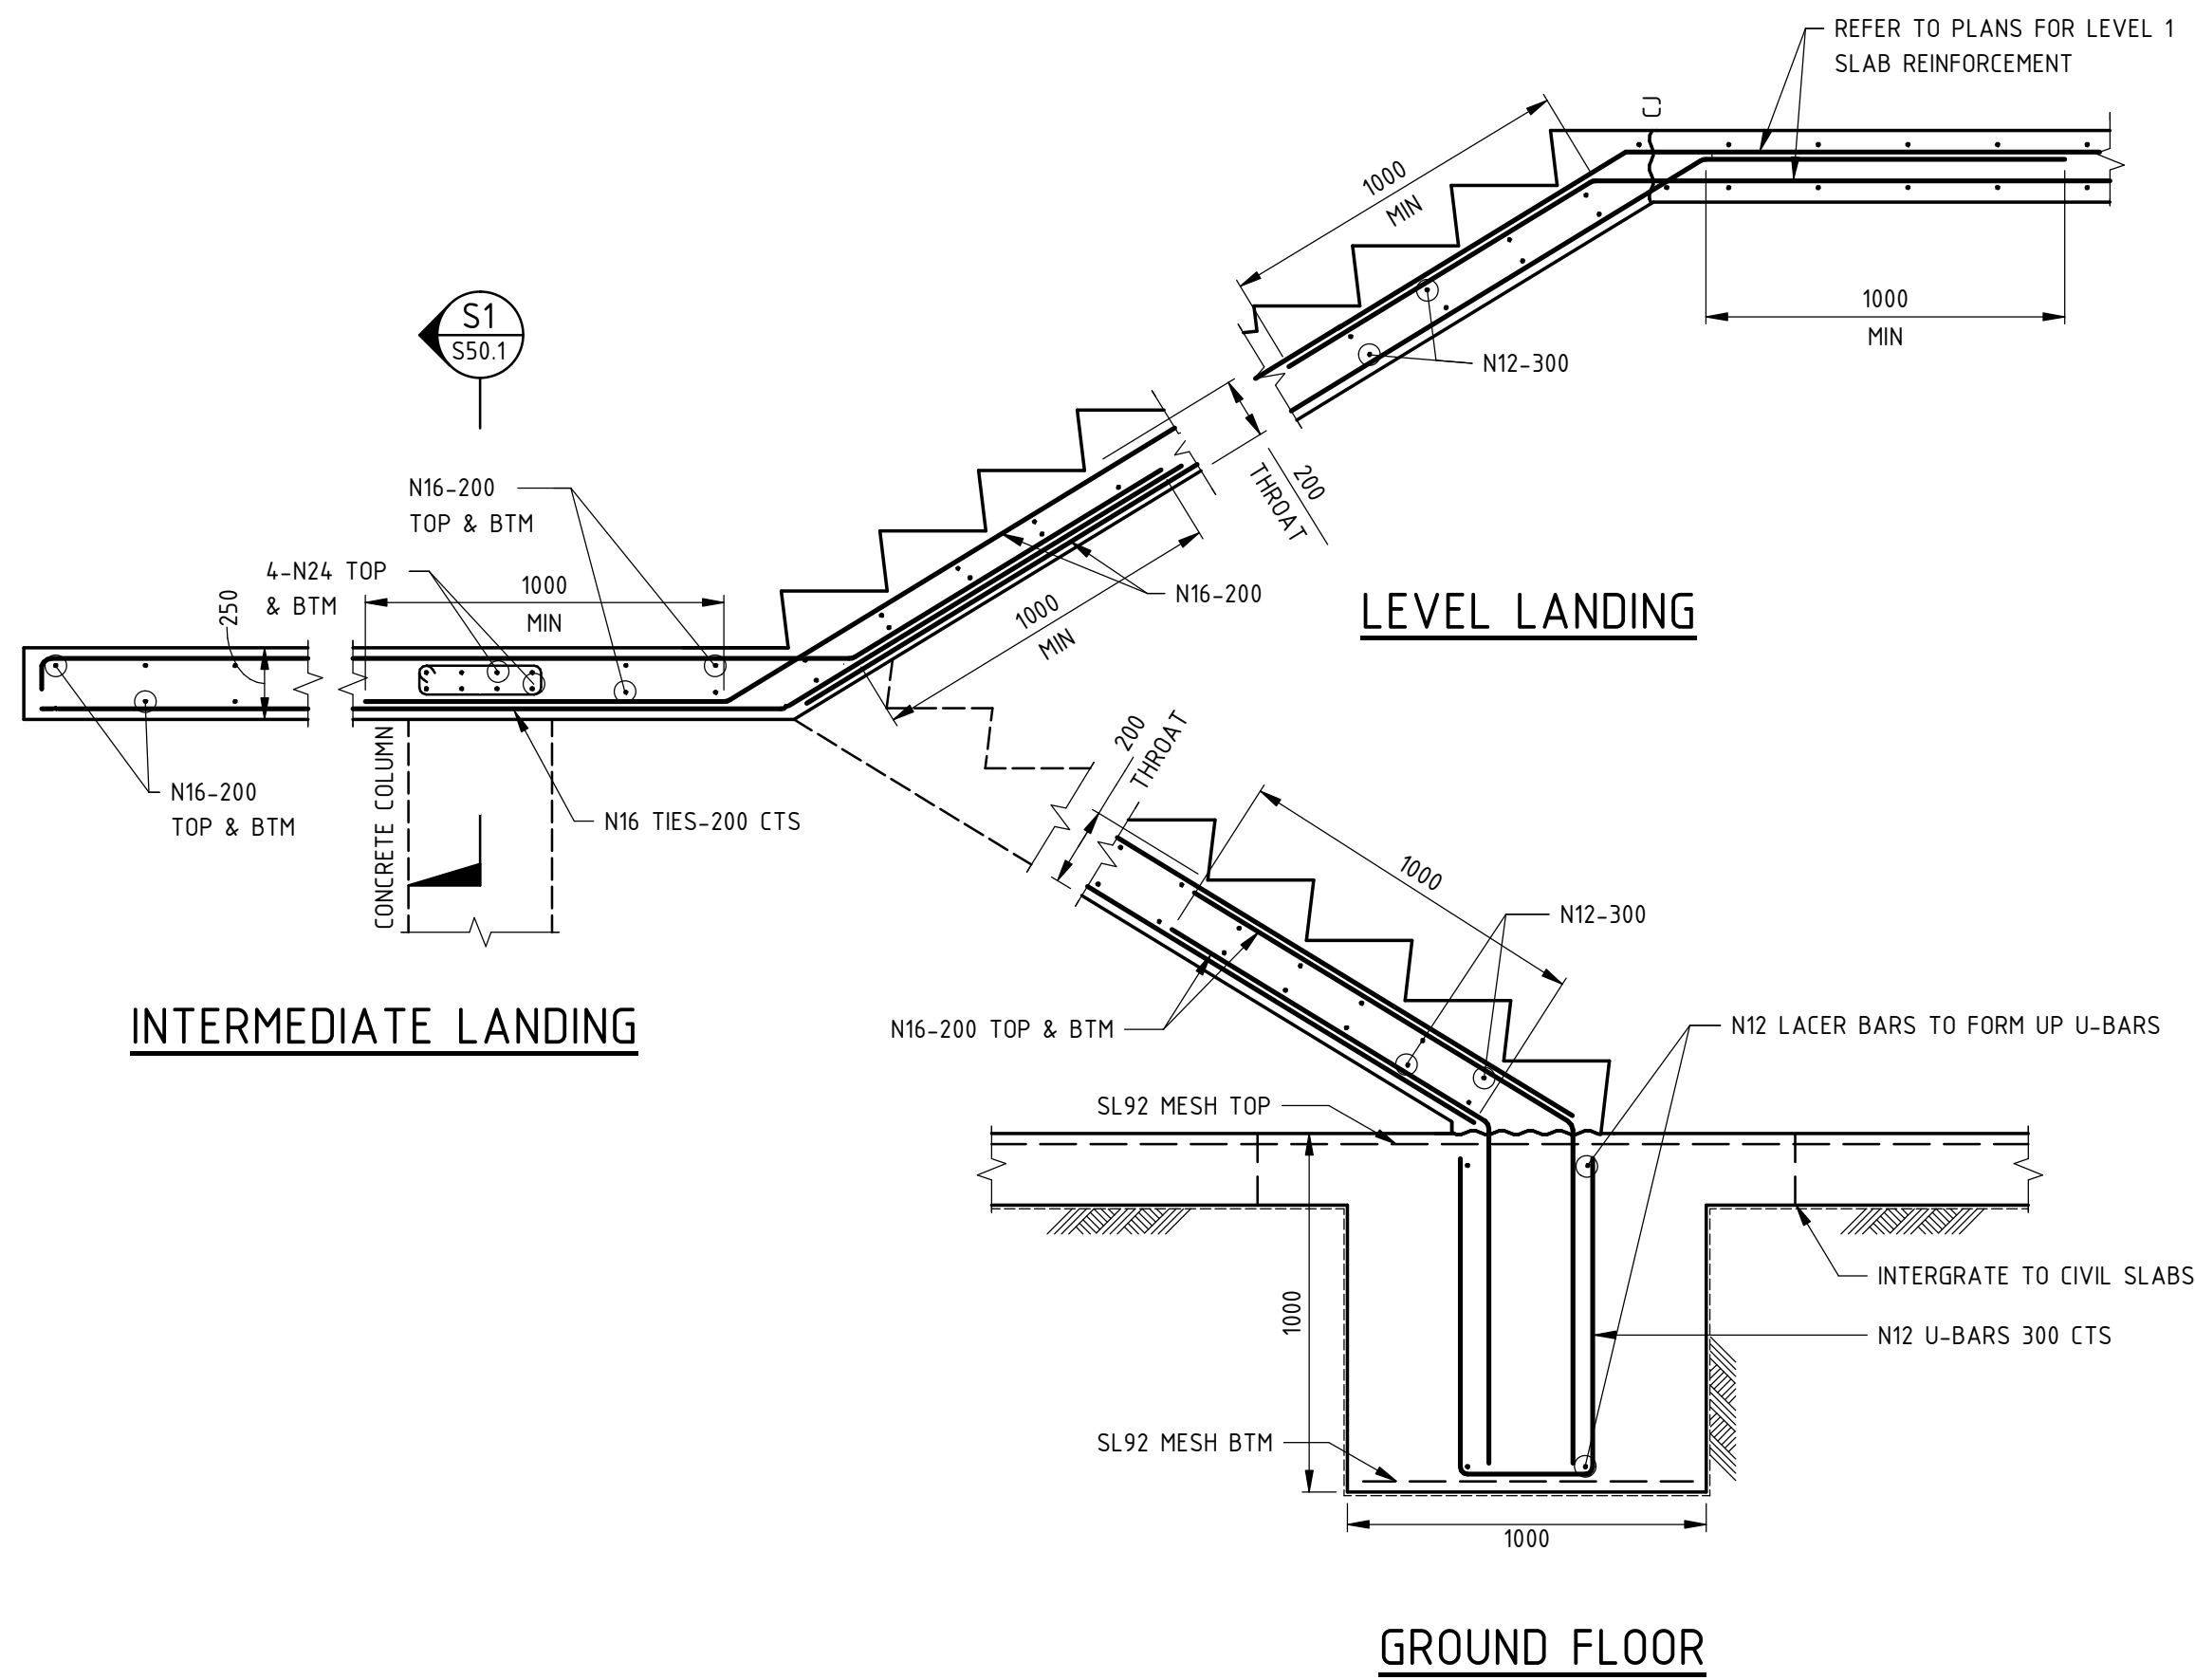 REFER TO PLANS FOR LEVEL 1
SLAB REINFORCEMENT
CJ
1000
MIN
1000
MIN
N12-300
S1
S50.1
200
THROAT
N16-200
TOP & BTM
4-N24 TOP
& BTM
250
1000
MIN
N16-200
1000
MIN
LEVEL LANDING
N16-200
TOP & BTM
CONCRETE COLUMN
N16 TIES-200 CTS
200
THROAT
1000
N12-300
INTERMEDIATE LANDING
N16-200 TOP & BTM
N12 LACER BARS TO FORM UP U-BARS
SL92 MESH TOP
INTERGRATE TO CIVIL SLABS
1000
N12 U-BARS 300 CTS
SL92 MESH BTM
1000
GROUND FLOOR